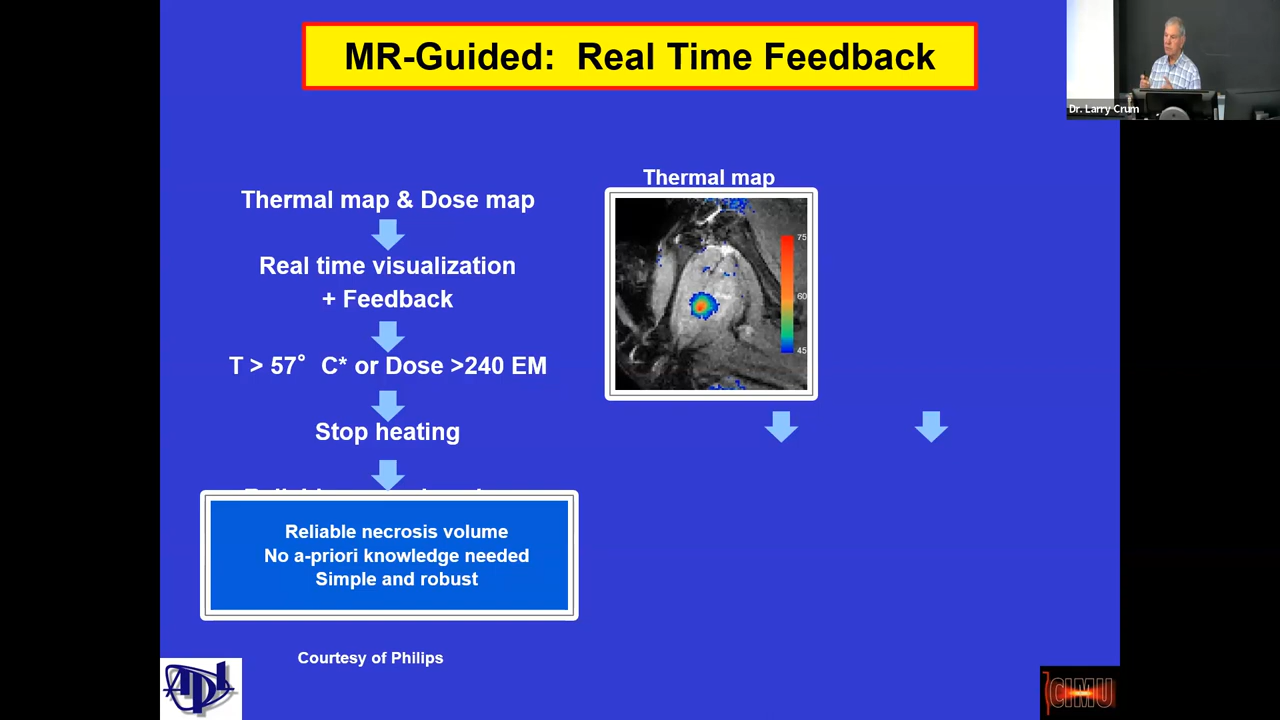 MR-Guided: Real Time Feedback
Dr. Larry Crum
Thermal map & Dose map
Real time visualization
+ Feedback
T > 57° C* or Dose >240 EM
Stop heating
Reliable necrosis volume
No a-priori knowledge needed
Simple and robust
Courtesy of Philips
Thermal map
75
60
45
APL
CIMU